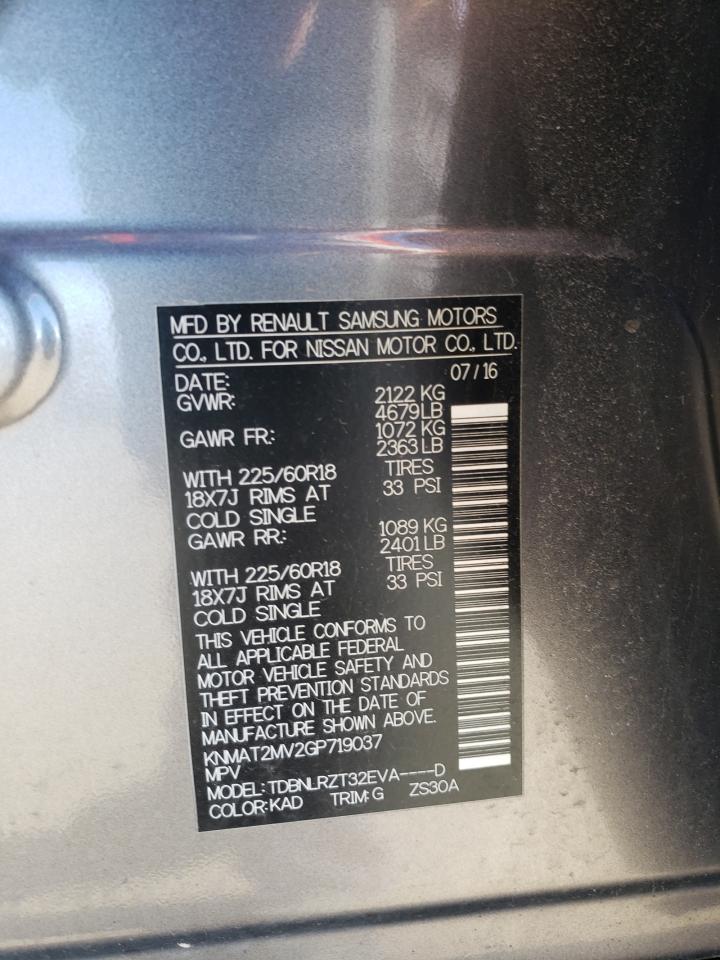 MFD BY RENAULT SAMSUNG MOTORS
CO., LTD. FOR NISSAN MOTOR CO., LTD.
DATE: 07/16
GVWR: 2122 KG
4679LB
GAWR FR.: 1072 KG
2363 LB
WITH 225/60R18 TIRES
18X7J RIMS AT 33 PSI
COLD SINGLE
GAWR RR.: 1089 KG
2401 LB
WITH 225/60R18 TIRES
18X7J RIMS AT 33 PSI
COLD SINGLE
THIS VEHICLE CONFORMS TO
ALL APPLICABLE FEDERAL
MOTOR VEHICLE SAFETY AND
THEFT PREVENTION STANDARDS
IN EFFECT ON THE DATE OF
MANUFACTURE SHOWN ABOVE.
KNMAT2MV2GP719037
MPV
MODEL: TDBNLRZT32EVA----D
COLOR:KAD TRIM:G ZS30A